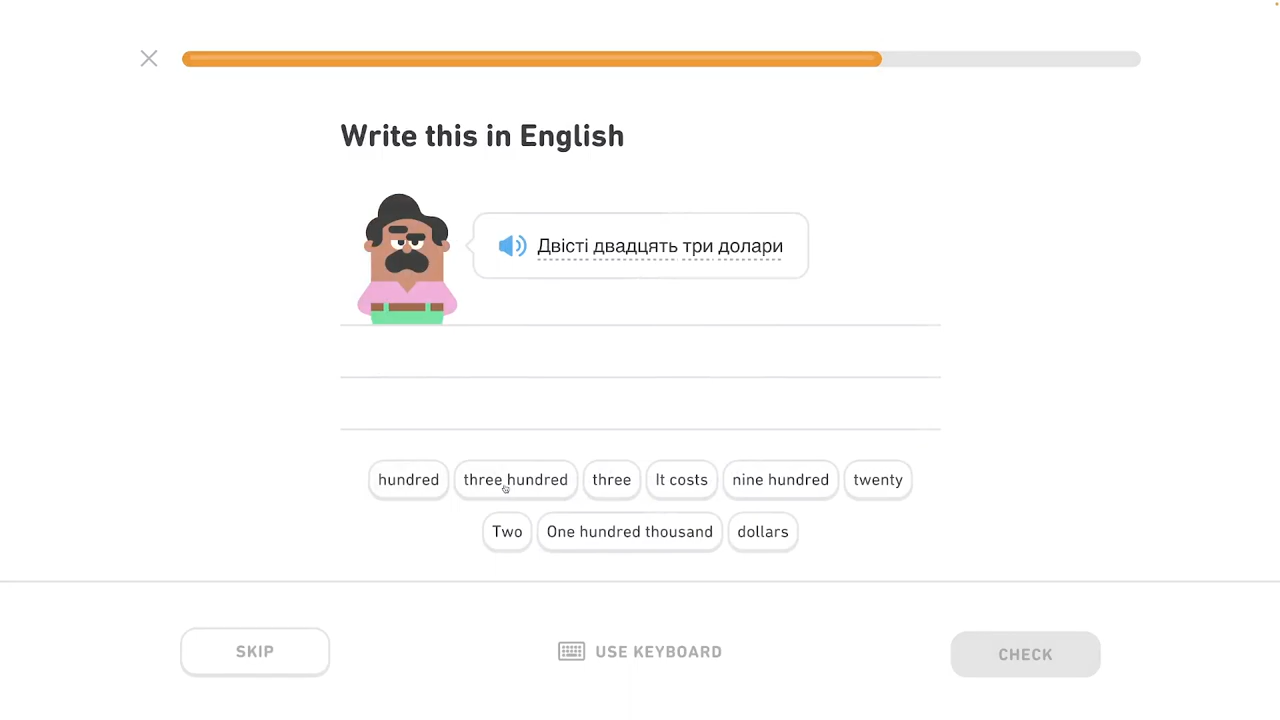 Write this in English
Двісті двадцять три долари
hundred three hundred three It costs nine hundred twenty
Two One hundred thousand dollars
SKIP USE KEYBOARD CHECK